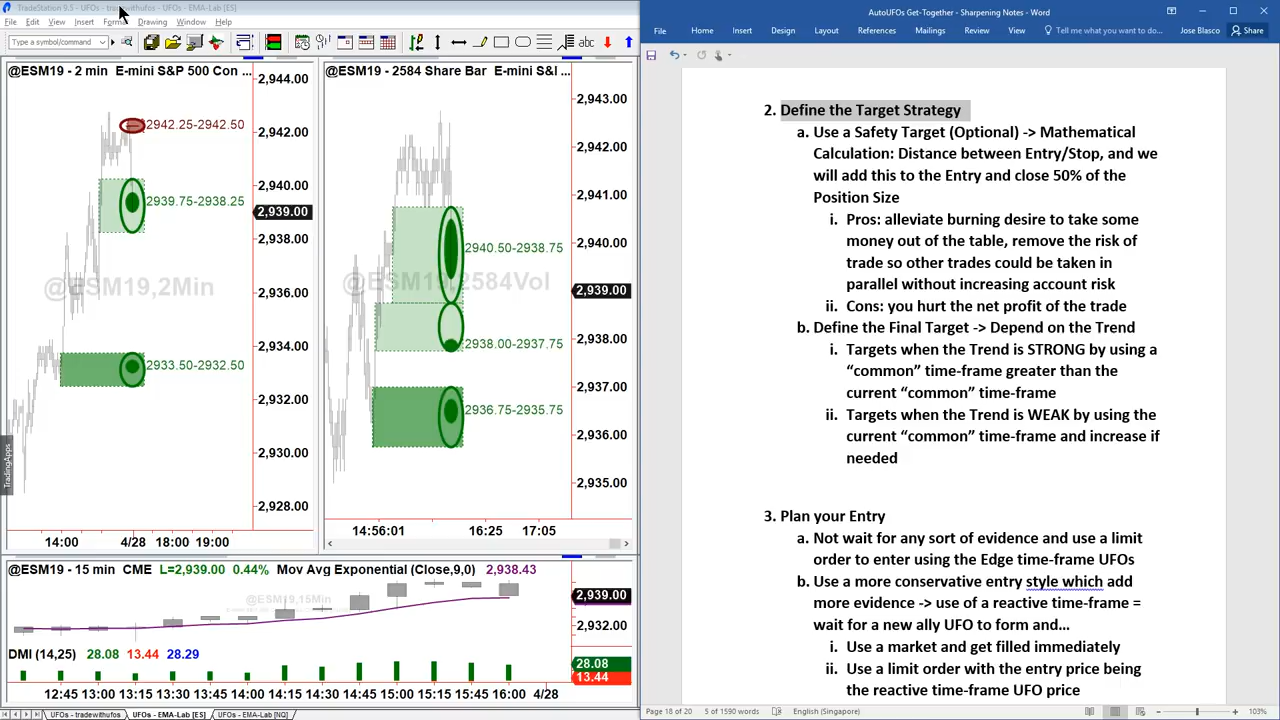 TradeStation 9.5 - UFOs - tradewithufos - UFOs - EMA-Lab [ES]
File Edit View Insert Format Drawing Window Help
Type a symbol/command
abc
@ESM19 - 2 min E-mini S&P 500 Con ...
2,944.00
2942.25-2942.50
2,942.00
2,940.00
2939.75-2938.25
2,939.00
2,938.00
@ESM19,2Min
2,936.00
2,934.00
2933.50-2932.50
2,932.00
2,930.00
2,928.00
14:00 4/28 18:00 19:00
TradingApps
@ESM19 - 2584 Share Bar E-mini S&I ...
2,943.00
2,942.00
2,941.00
2940.50-2938.75
2,940.00
@ESM19,2584Vol
2,939.00
2938.00-2937.75
2,938.00
2,937.00
2936.75-2935.75
2,936.00
2,935.00
14:56:01 16:25 17:05
@ESM19 - 15 min CME L=2,939.00 0.44% Mov Avg Exponential (Close,9,0) 2,938.43
@ESM19,15Min
2,939.00
2,932.00
DMI (14,25) 28.08 13.44 28.29
28.08
13.44
12:45 13:00 13:15 13:30 13:45 14:00 14:15 14:30 14:45 15:00 15:15 15:45 16:00 4/28
UFOs - tradewithufos UFOs - EMA-Lab [ES] UFOs - EMA-Lab [NQ]
AutoUFOs Get-Together - Sharpening Notes - Word
File Home Insert Design Layout References Mailings Review View Tell me what you want to do... Jose Blasco Share
2. Define the Target Strategy
a. Use a Safety Target (Optional) -> Mathematical
Calculation: Distance between Entry/Stop, and we
will add this to the Entry and close 50% of the
Position Size
i. Pros: alleviate burning desire to take some
money out of the table, remove the risk of
trade so other trades could be taken in
parallel without increasing account risk
ii. Cons: you hurt the net profit of the trade
b. Define the Final Target -> Depend on the Trend
i. Targets when the Trend is STRONG by using a
“common” time-frame greater than the
current “common” time-frame
ii. Targets when the Trend is WEAK by using the
current “common” time-frame and increase if
needed
3. Plan your Entry
a. Not wait for any sort of evidence and use a limit
order to enter using the Edge time-frame UFOs
b. Use a more conservative entry style which add
more evidence -> use of a reactive time-frame =
wait for a new ally UFO to form and…
i. Use a market and get filled immediately
ii. Use a limit order with the entry price being
the reactive time-frame UFO price
Page 18 of 20 5 of 1590 words English (Singapore) 103%